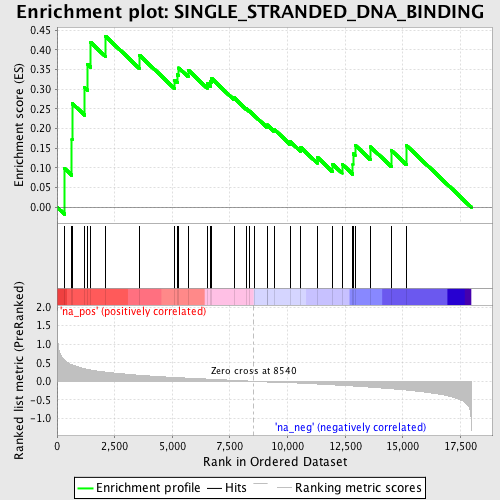 Enrichment plot: SINGLE_STRANDED_DNA_BINDING
Enrichment score (ES)
0.45
0.40
0.35
0.30
0.25
0.20
0.15
0.10
0.05
0.00
Ranked list metric (PreRanked)
2.0
1.5
1.0
0.5
0.0
-0.5
-1.0
'na_pos' (positively correlated)
Zero cross at 8540
'na_neg' (negatively correlated)
0
2,500
5,000
7,500
10,000
12,500
15,000
17,500
Rank in Ordered Dataset
Enrichment profile
Hits
Ranking metric scores